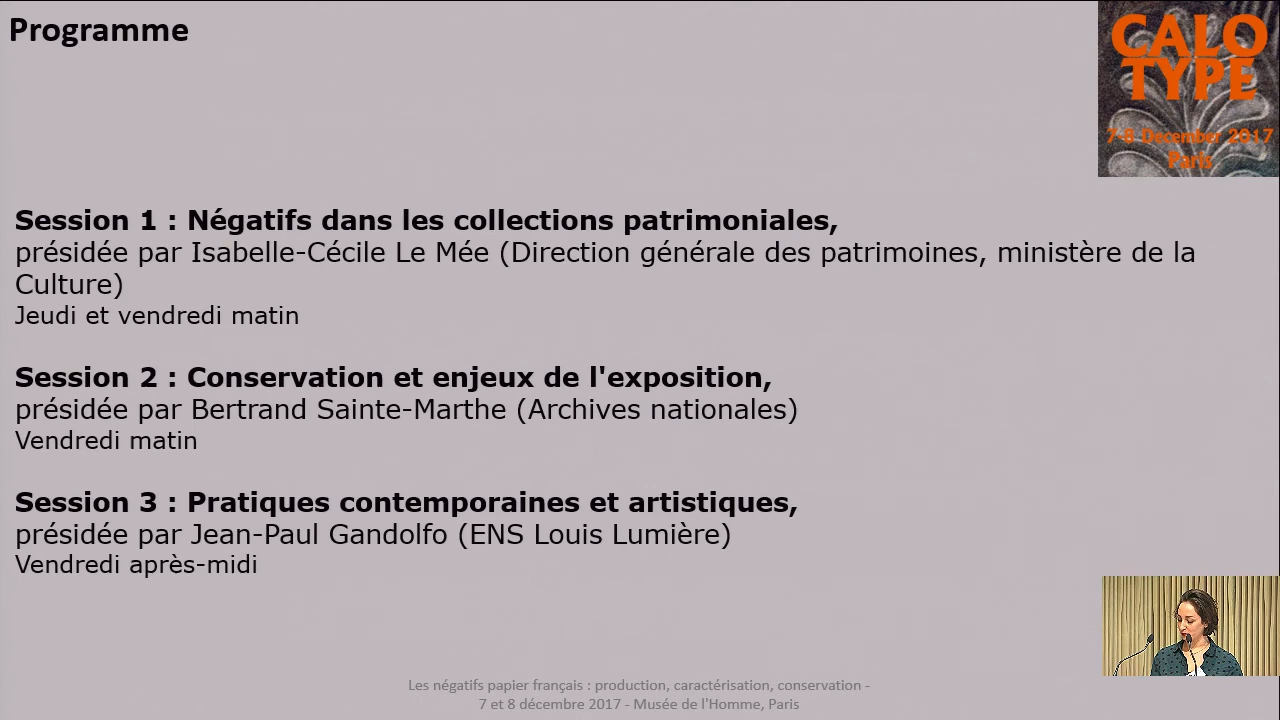 Programme
CALO
TYPE
7-8 December 2017
Paris
Session 1 : Négatifs dans les collections patrimoniales,
présidée par Isabelle-Cécile Le Mée (Direction générale des patrimoines, ministère de la
Culture)
Jeudi et vendredi matin
Session 2 : Conservation et enjeux de l'exposition,
présidée par Bertrand Sainte-Marthe (Archives nationales)
Vendredi matin
Session 3 : Pratiques contemporaines et artistiques,
présidée par Jean-Paul Gandolfo (ENS Louis Lumière)
Vendredi après-midi
Les négatifs papier français : production, caractérisation, conservation -
7 et 8 décembre 2017 - Musée de l'Homme, Paris